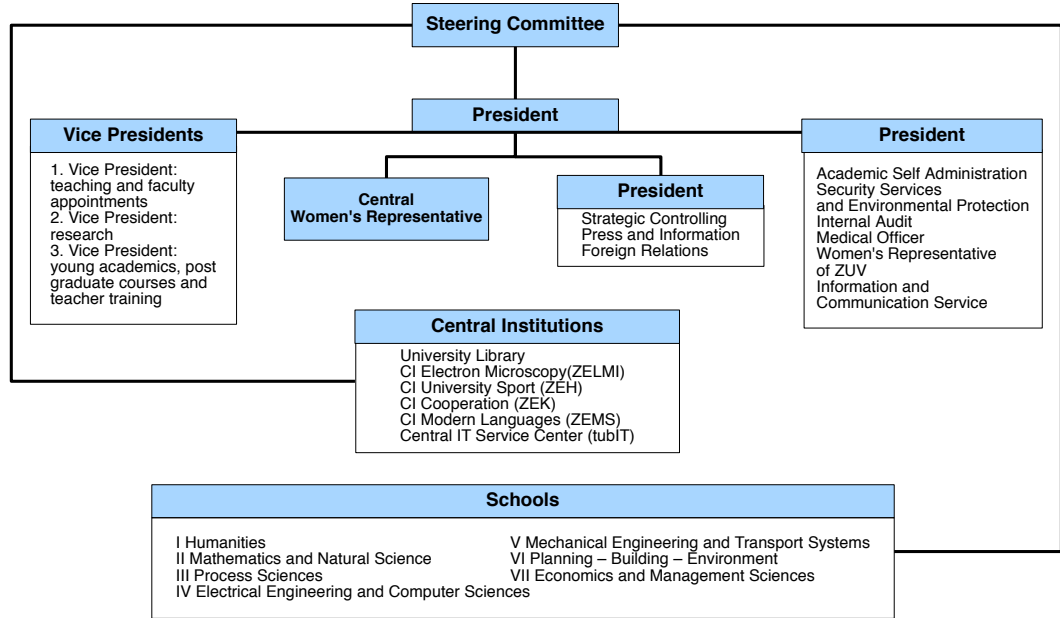 Steering Committee
President
Vice Presidents
1. Vice President:
teaching and faculty
appointments
2. Vice President:
research
3. Vice President:
young academics, post
graduate courses and
teacher training
Central
Women's Representative
President
Strategic Controlling
Press and Information
Foreign Relations
President
Academic Self Administration
Security Services
and Environmental Protection
Internal Audit
Medical Officer
Women's Representative
of ZUV
Information and
Communication Service
Central Institutions
University Library
CI Electron Microscopy(ZELMI)
CI University Sport (ZEH)
CI Cooperation (ZEK)
CI Modern Languages (ZEMS)
Central IT Service Center (tubIT)
Schools
I Humanities
II Mathematics and Natural Science
III Process Sciences
IV Electrical Engineering and Computer Sciences
V Mechanical Engineering and Transport Systems
VI Planning – Building – Environment
VII Economics and Management Sciences